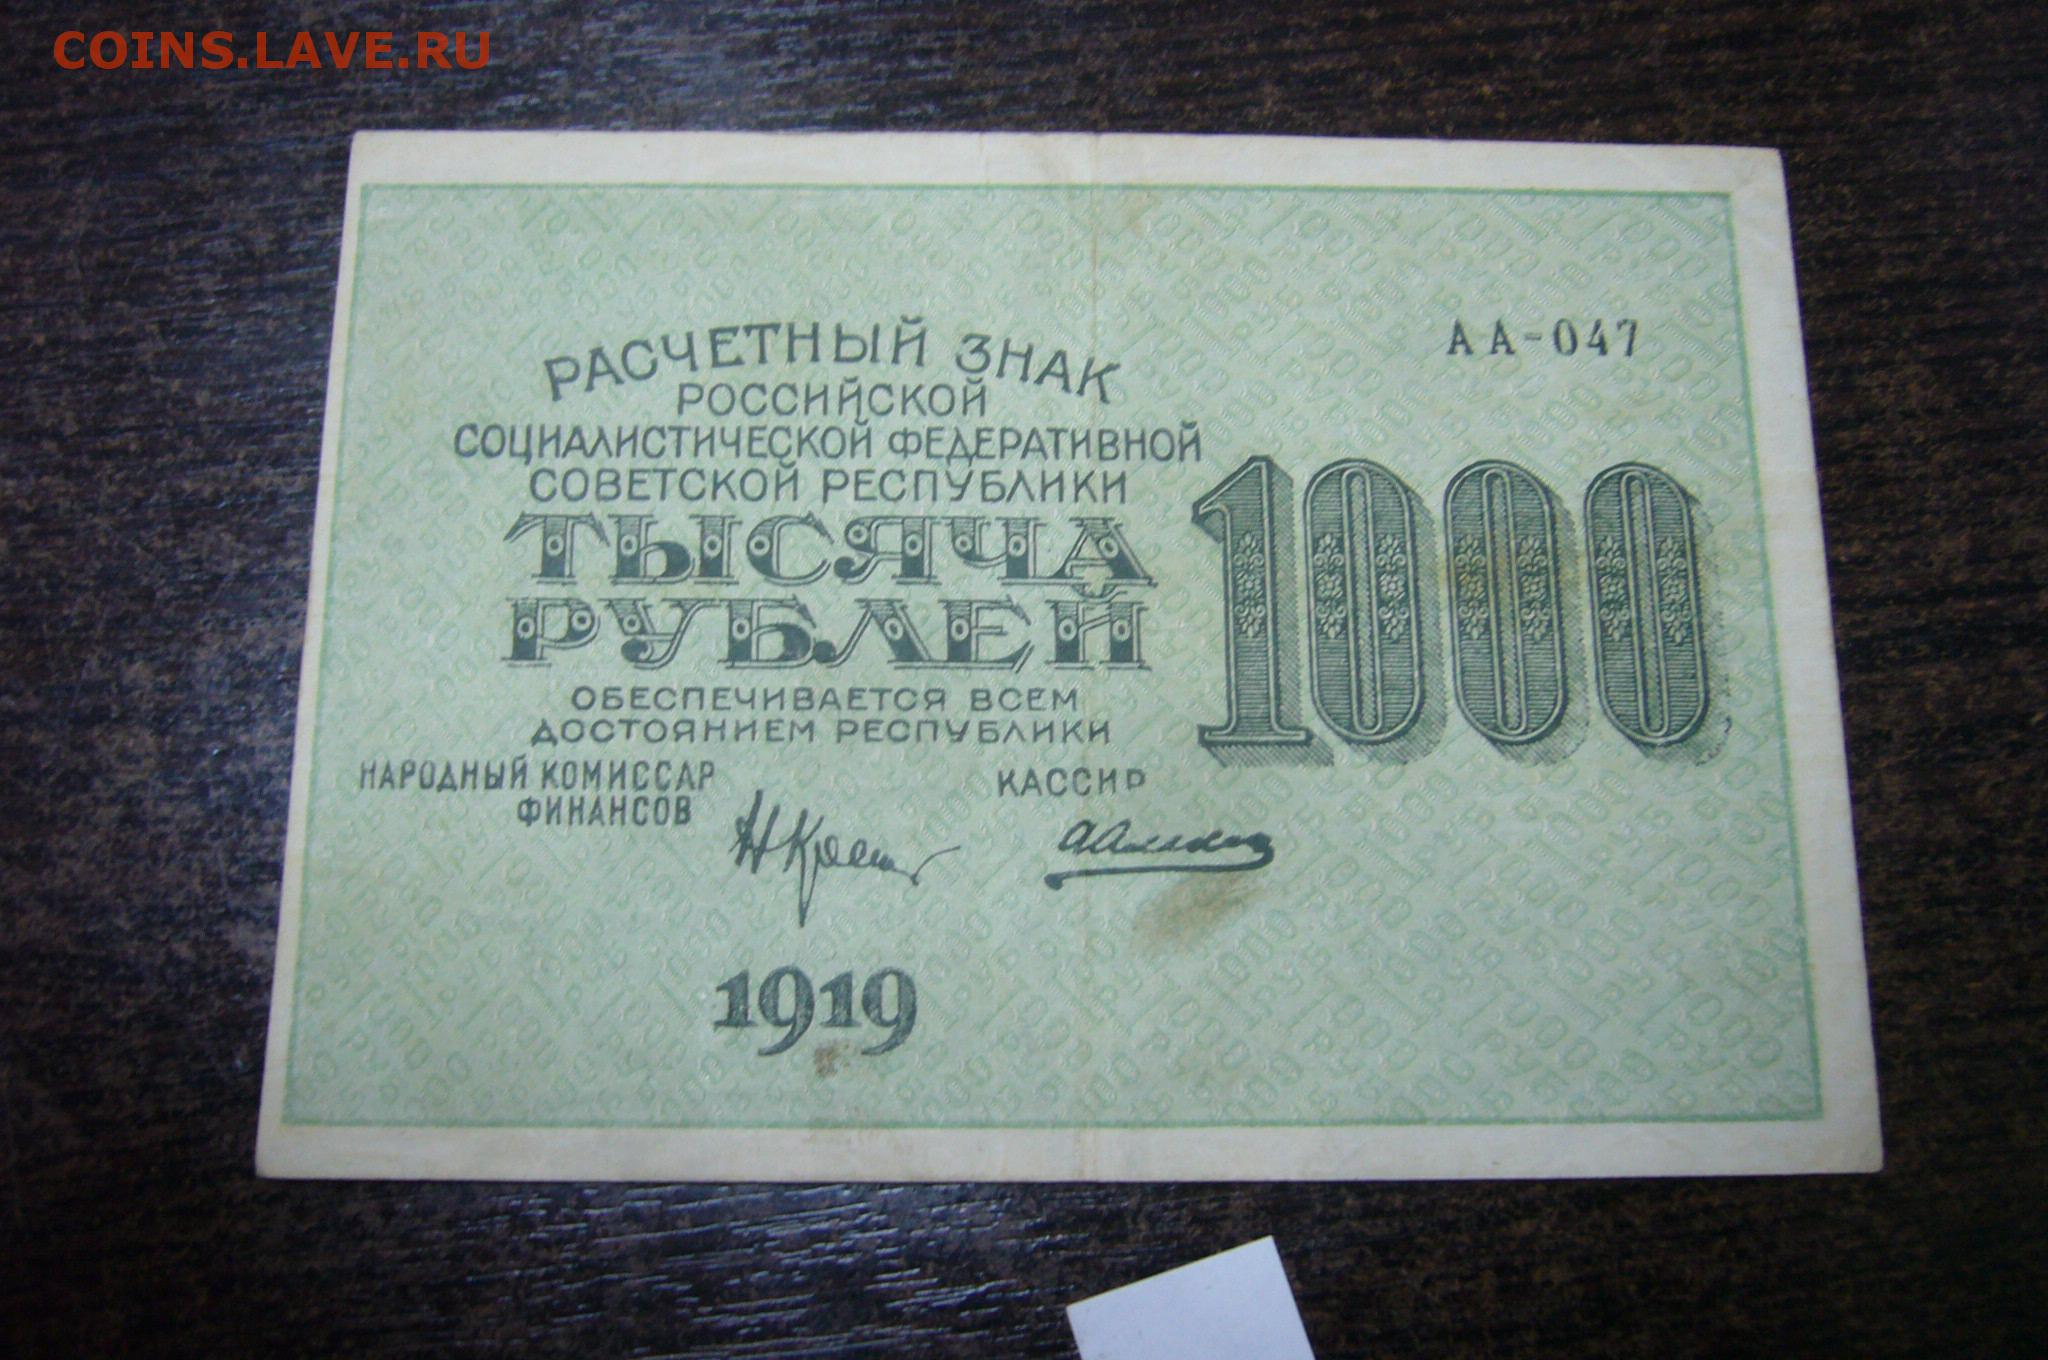 COINS.LAVE.RU
РАСЧЕТНЫЙ ЗНАК
РОССИЙСКОЙ
СОЦИАЛИСТИЧЕСКОЙ ФЕДЕРАТИВНОЙ
СОВЕТСКОЙ РЕСПУБЛИКИ
ТЫСЯЧА
РУБЛЕЙ
ОБЕСПЕЧИВАЕТСЯ ВСЕМ
ДОСТОЯНИЕМ РЕСПУБЛИКИ
НАРОДНЫЙ КОМИССАР
ФИНАНСОВ
КАССИР
1919
АА-047
1000